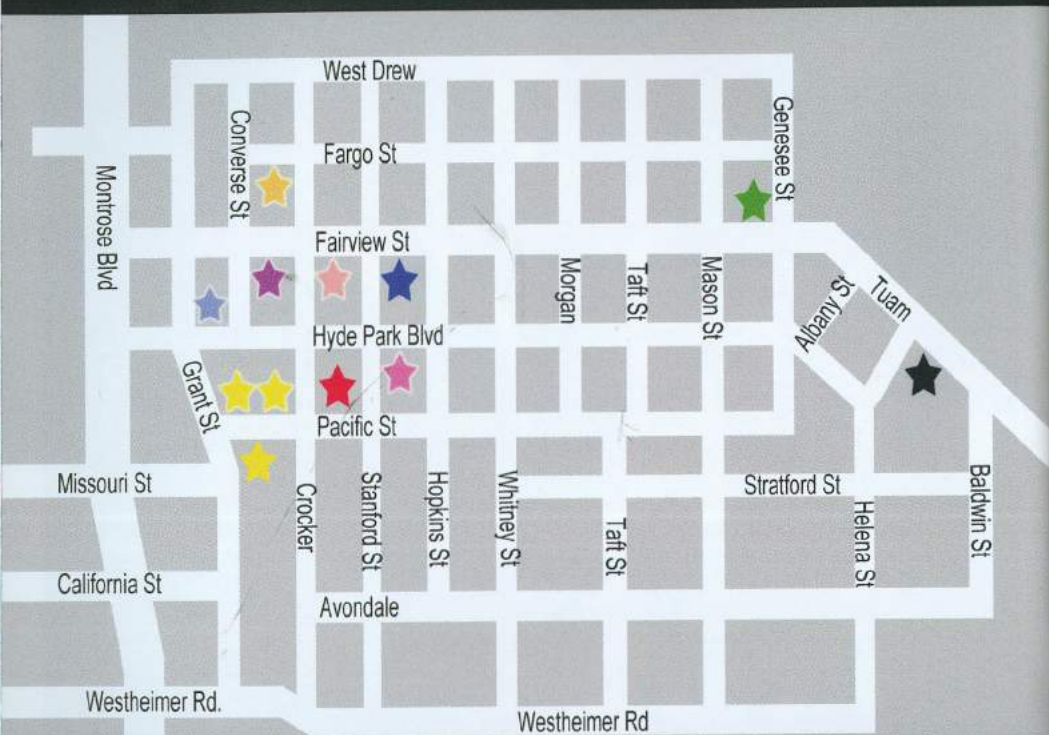 West Drew
Converse St
Genesee St
Fargo St
Montrose Blvd
Fairview St
Morgan
Taft St
Mason St
Albany St
Tuam
Hyde Park Blvd
Grant St
Pacific St
Missouri St
Crocker
Stanford St
Hopkins St
Whitney St
Taft St
Stratford St
Helena St
Baldwin St
California St
Avondale
Westheimer Rd.
Westheimer Rd